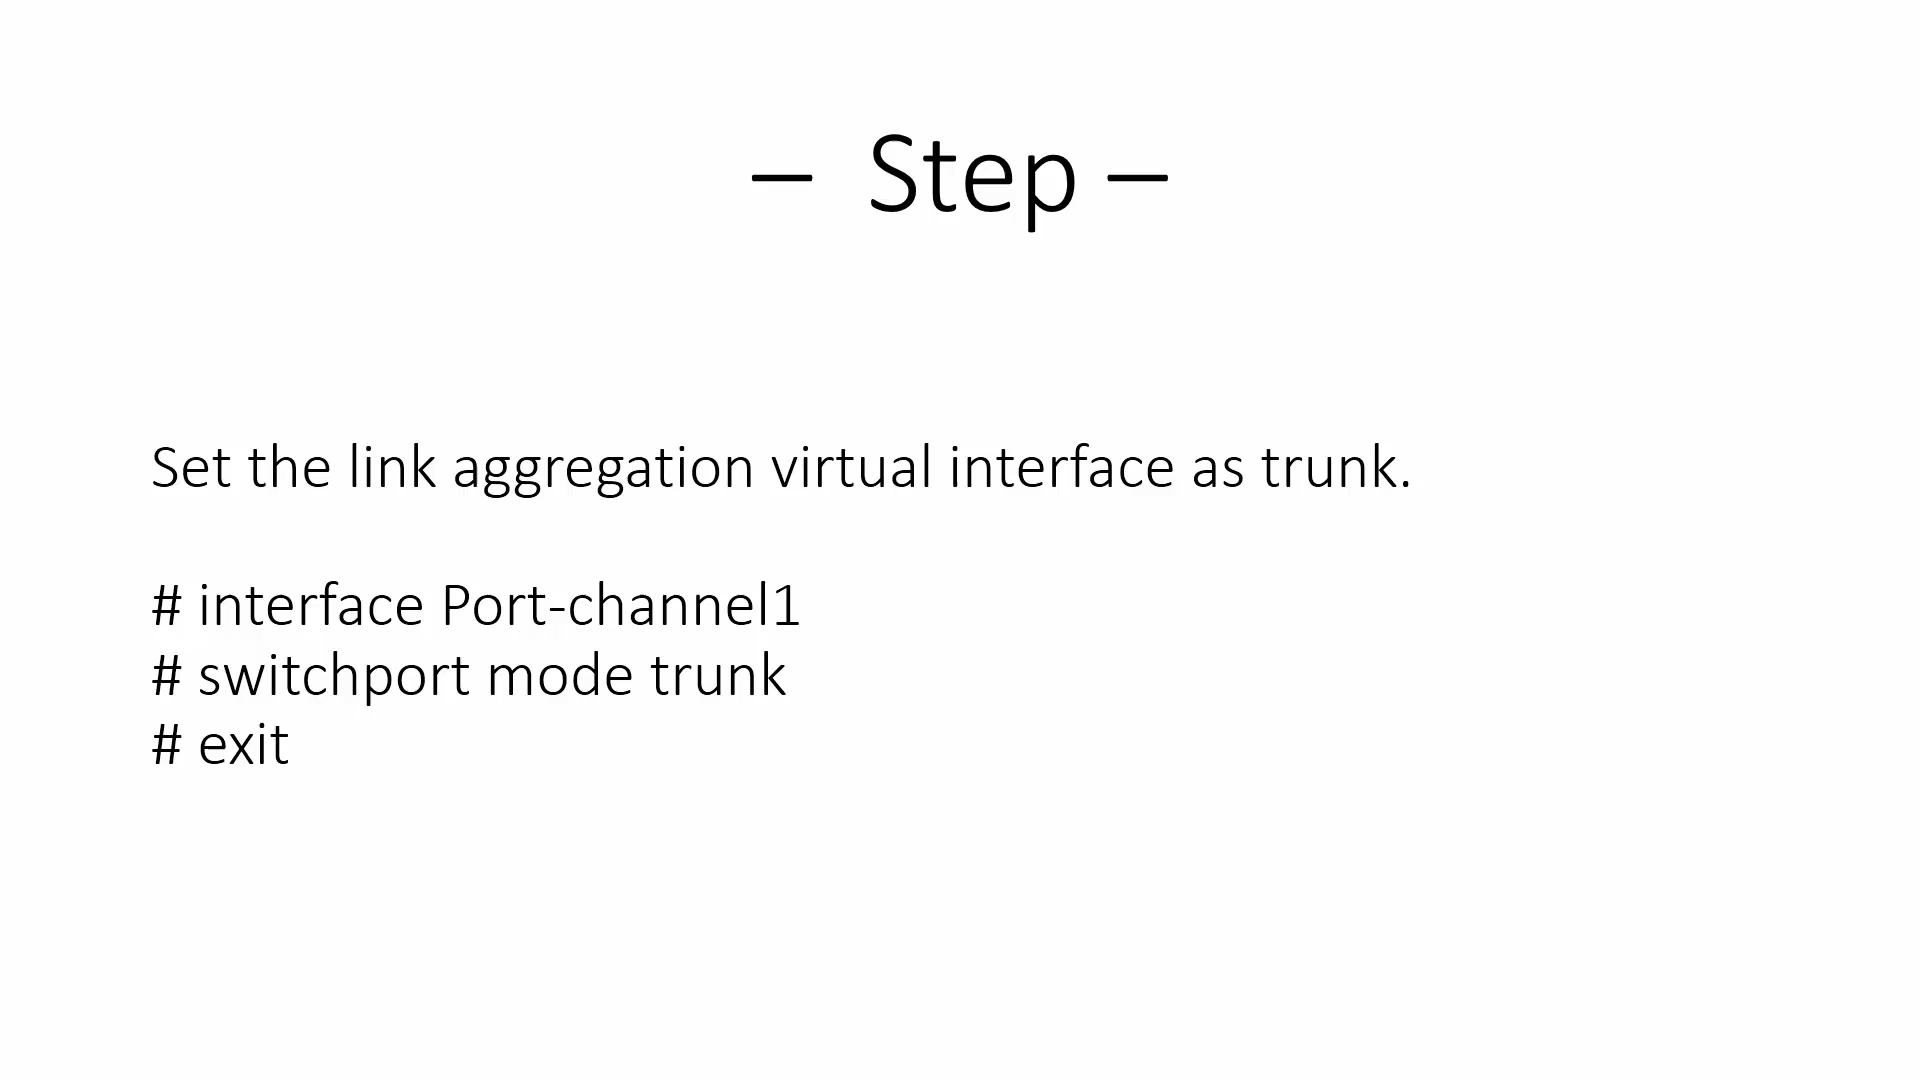 – Step –
Set the link aggregation virtual interface as trunk.
# interface Port-channel1
# switchport mode trunk
# exit